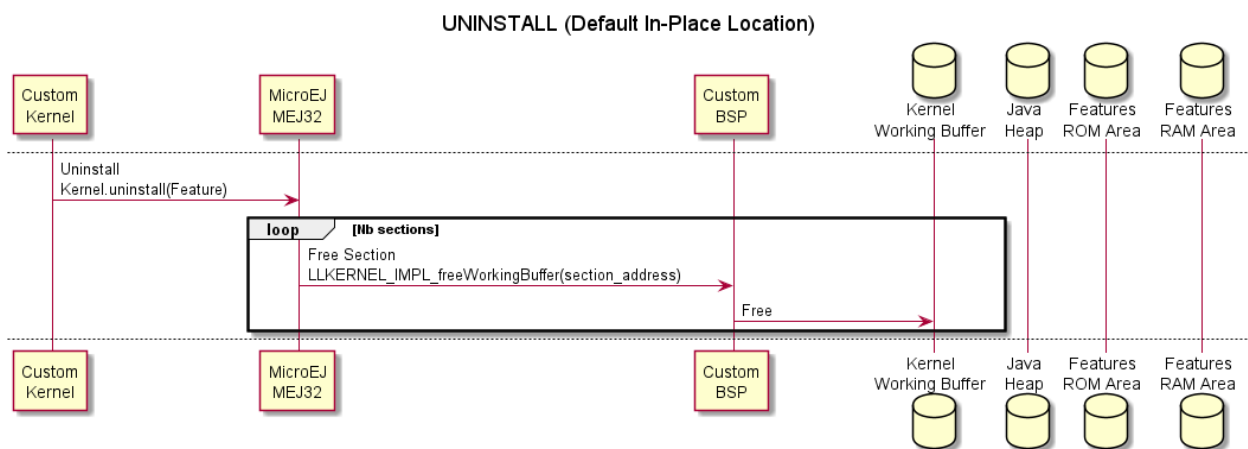 UNINSTALL (Default In-Place Location)
Custom
Kernel
MicroEJ
MEJ32
Custom
BSP
Kernel
Working Buffer
Java
Heap
Features
ROM Area
Features
RAM Area
Uninstall
Kernel.uninstall(Feature)
loop [Nb sections]
Free Section
LLKERNEL_IMPL_freeWorkingBuffer(section_address)
Free
Custom
Kernel
MicroEJ
MEJ32
Custom
BSP
Kernel
Working Buffer
Java
Heap
Features
ROM Area
Features
RAM Area